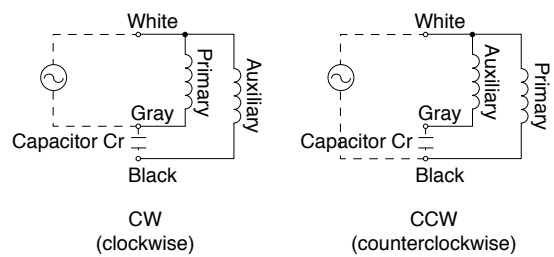 White
Primary
Auxiliary
Gray
Capacitor Cr
Black
CW
(clockwise)
White
Auxiliary
Primary
Gray
Capacitor Cr
Black
CCW
(counterclockwise)